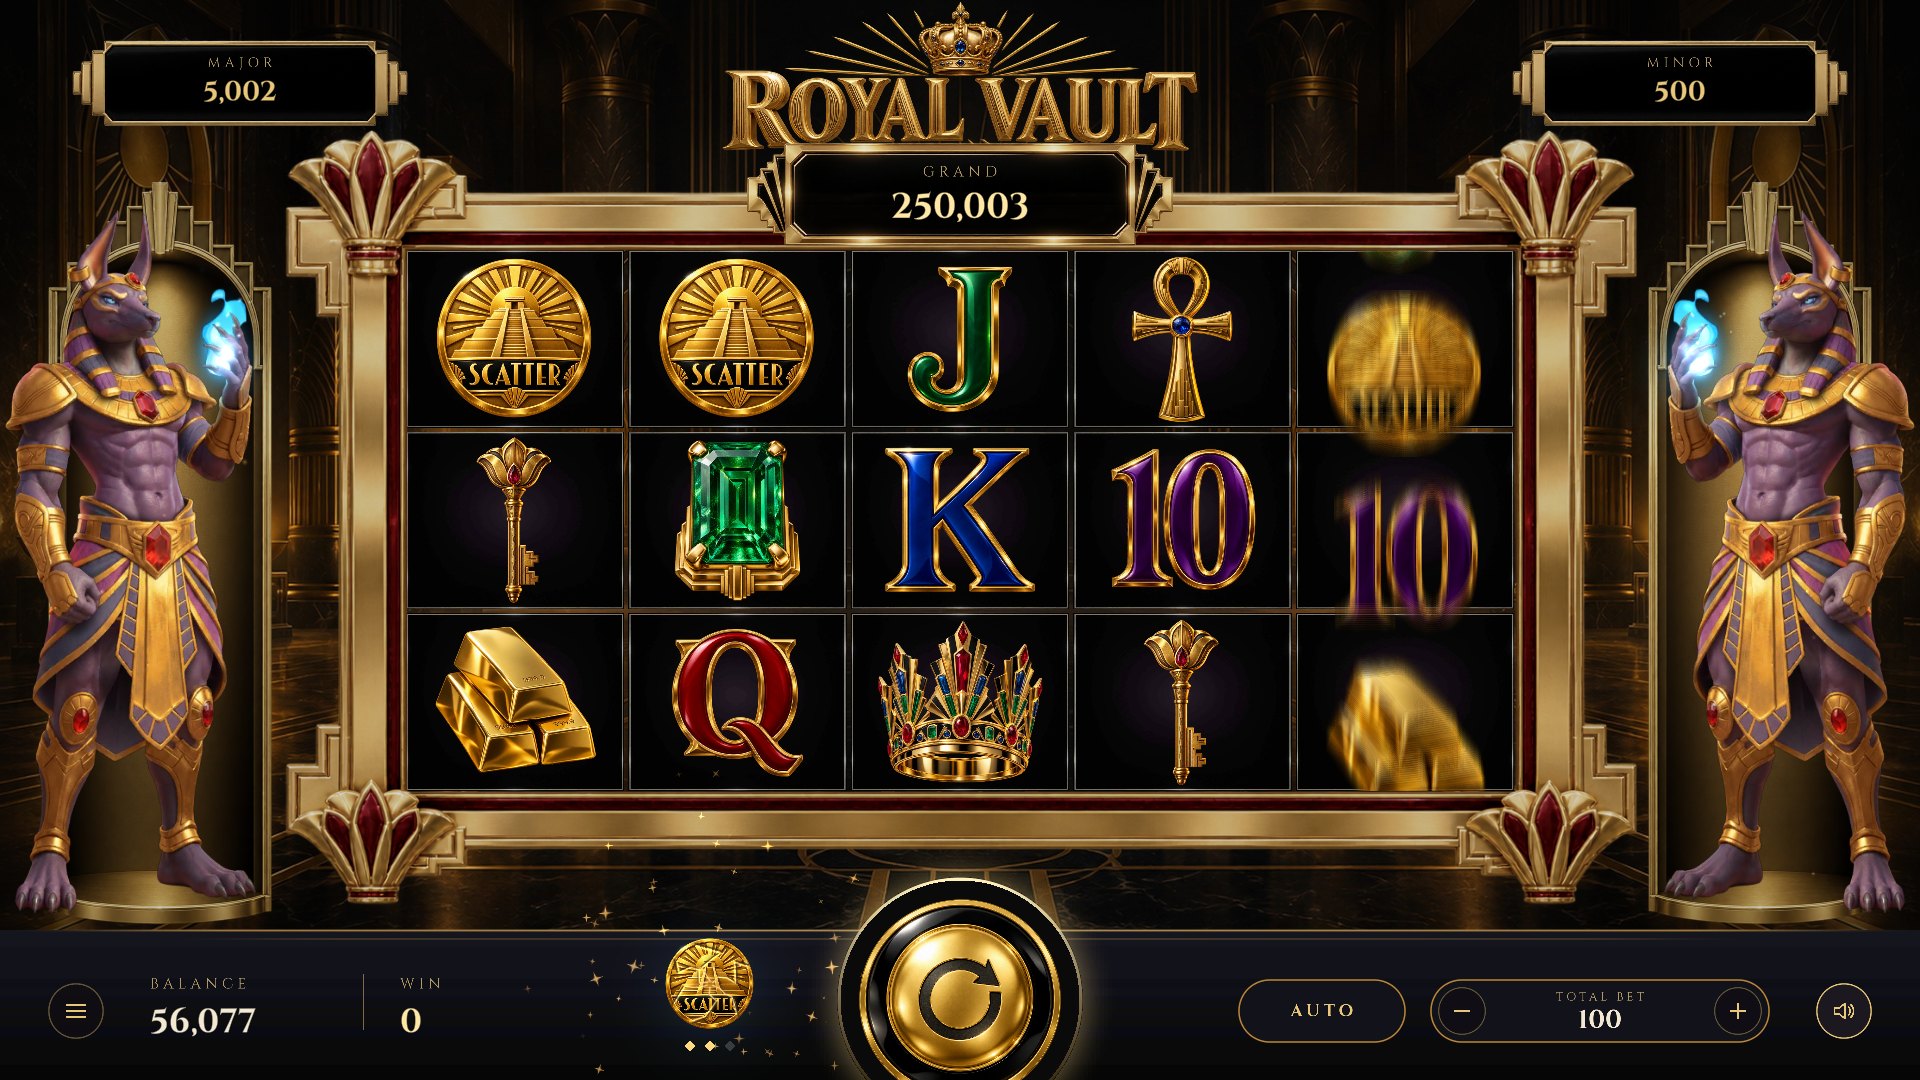 MAJOR
5,002
ROYAL VAULT
MINOR
500
GRAND
250,003
SCATTER
SCATTER
J
K
10
10
Q
BALANCE
56,077
WIN
0
SCATTER
AUTO
TOTAL BET
100